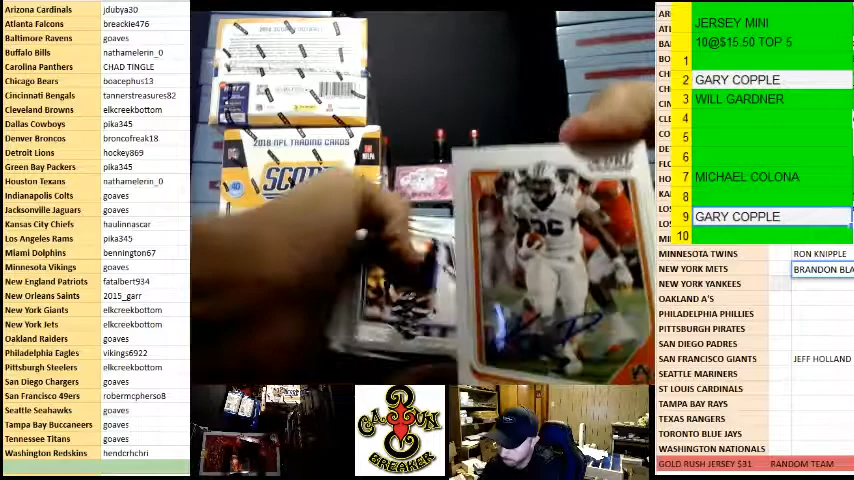 Arizona Cardinals jdubya30
Atlanta Falcons breackie476
Baltimore Ravens goaves
Buffalo Bills nathamelerin_0
Carolina Panthers CHAD TINGLE
Chicago Bears boacephus13
Cincinnati Bengals tannerstreasures82
Cleveland Browns elkcreekbottom
Dallas Cowboys pika345
Denver Broncos broncofreak18
Detroit Lions hockey869
Green Bay Packers pika345
Houston Texans nathamelerin_0
Indianapolis Colts goaves
Jacksonville Jaguars goaves
Kansas City Chiefs haulinnascar
Los Angeles Rams pika345
Miami Dolphins bennington67
Minnesota Vikings goaves
New England Patriots fatalbert934
New Orleans Saints 2015_garr
New York Giants elkcreekbottom
New York Jets elkcreekbottom
Oakland Raiders goaves
Philadelphia Eagles vikings6922
Pittsburgh Steelers elkcreekbottom
San Diego Chargers goaves
San Francisco 49ers robermcphero8
Seattle Seahawks goaves
Tampa Bay Buccaneers goaves
Tennessee Titans goaves
Washington Redskins hendcrhchri
2018 NFL TRADING CARDS
40
CAJUN
BREAKER
JERSEY MINI
10@$15.50 TOP 5
1
2 GARY COPPLE
3 WILL GARDNER
4
5
6
7 MICHAEL COLONA
8
9 GARY COPPLE
10
MINNESOTA TWINS RON KNIPPLE
NEW YORK METS BRANDON BLA
NEW YORK YANKEES
OAKLAND A'S
PHILADELPHIA PHILLIES
PITTSBURGH PIRATES
SAN DIEGO PADRES
SAN FRANCISCO GIANTS JEFF HOLLAND
SEATTLE MARINERS
ST LOUIS CARDINALS
TAMPA BAY RAYS
TEXAS RANGERS
TORONTO BLUE JAYS
WASHINGTON NATIONALS
GOLD RUSH JERSEY $31 RANDOM TEAM